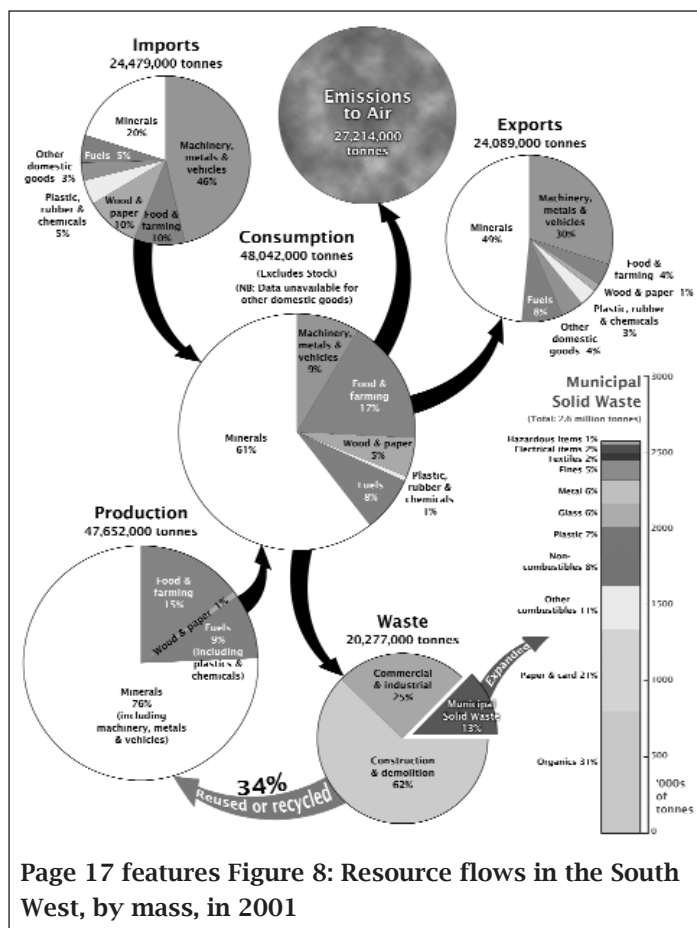 Imports
24,479,000 tonnes
Minerals
20%
Machinery,
metals &
vehicles
46%
Fuels 5%
Other
domestic
goods 3%
Plastic,
rubber &
chemicals
5%
Wood &
paper
10%
Food &
farming
10%
Emissions
to Air
27,214,000
tonnes
Exports
24,089,000 tonnes
Minerals
49%
Machinery,
metals &
vehicles
30%
Food &
farming 4%
Wood & paper 1%
Plastic, rubber
& chemicals
3%
Other
domestic
goods 4%
Fuels
8%
Consumption
48,042,000 tonnes
(Excludes Stock)
(NB: Data unavailable for
other domestic goods)
Machinery,
metals &
vehicles
9%
Food &
farming
17%
Minerals
61%
Wood & paper
5%
Fuels
8%
Plastic,
rubber &
chemicals
1%
Production
47,652,000 tonnes
Food &
farming
15%
Wood & paper 1%
Fuels
9%
(including
plastics &
chemicals)
Minerals
76%
(including
machinery, metals
& vehicles)
Waste
20,277,000 tonnes
Commercial
& industrial
25%
Municipal
Solid Waste
13%
Construction
& demolition
62%
Expanded
34%
Reused or recycled
Municipal
Solid Waste
(Total: 2.6 million tonnes)
Hazardous items 1%
Electrical items 2%
Textiles 2%
Fines 5%
Metal 6%
Glass 6%
Plastic 7%
Non-
combustibles 8%
Other
combustibles 11%
Paper & card 21%
Organics 31%
3000
2500
2000
1500
1000
500
0
'000s
of
tonnes
Page 17 features Figure 8: Resource flows in the South
West, by mass, in 2001